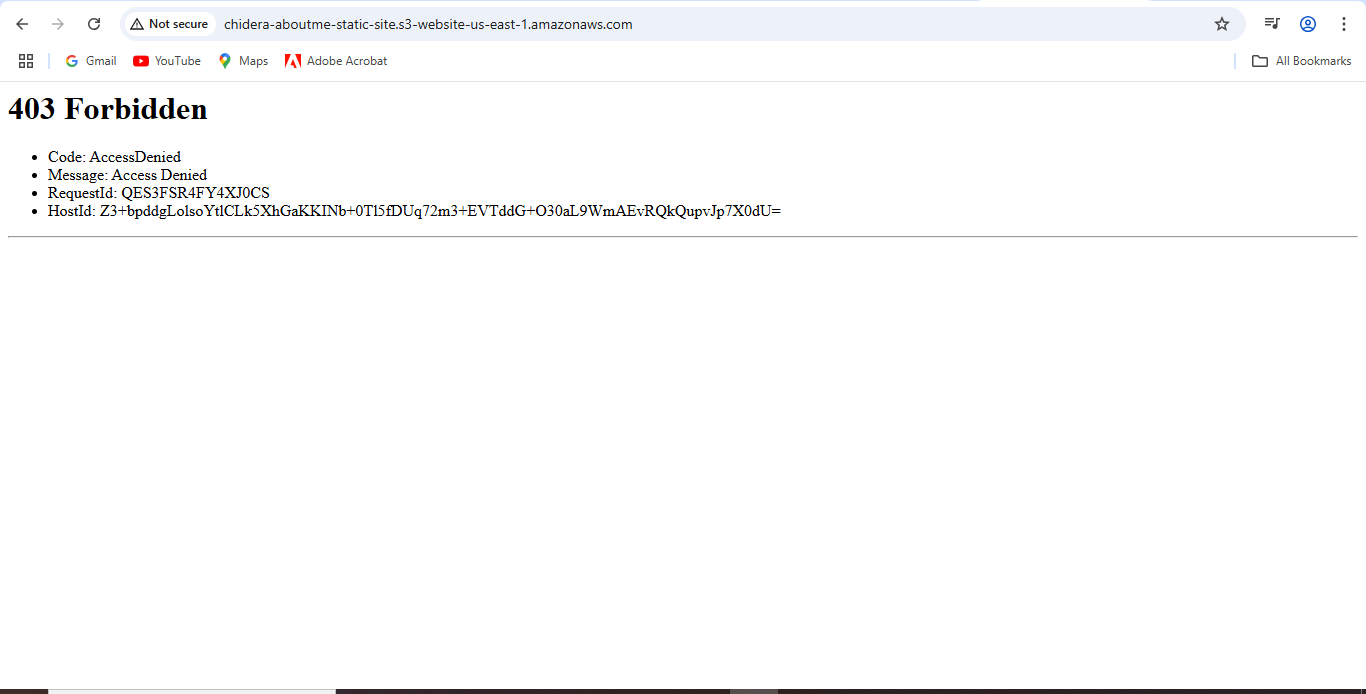 Not secure chidera-aboutme-static-site.s3-website-us-east-1.amazonaws.com
Gmail YouTube Maps Adobe Acrobat All Bookmarks
403 Forbidden
• Code: AccessDenied
• Message: Access Denied
• RequestId: QES3FSR4FY4XJ0CS
• HostId: Z3+bpddgLolsoYtlCLk5XhGaKKINb+0Tl5fDUq72m3+EVTddG+O30aL9WmAEvRQkQupvJp7X0dU=